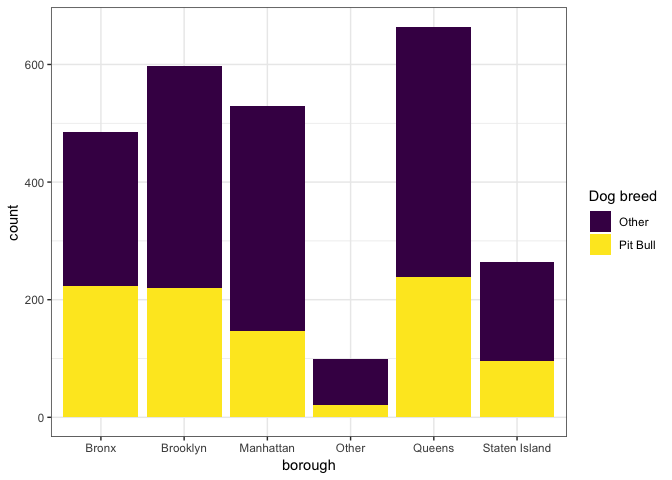 600
400
200
0
count
Bronx
Brooklyn
Manhattan
Other
Queens
Staten Island
borough
Dog breed
Other
Pit Bull